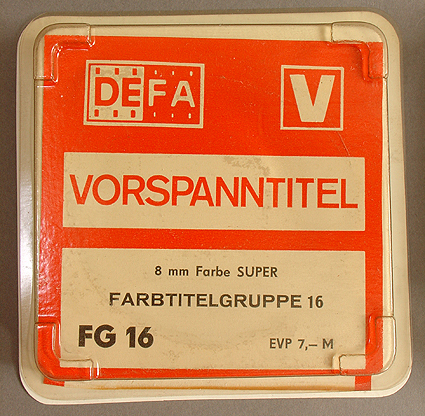 DEFA
V
VORSPANNTITEL
8 mm Farbe SUPER
FARBTITELGRUPPE 16
FG 16
EVP 7,– M